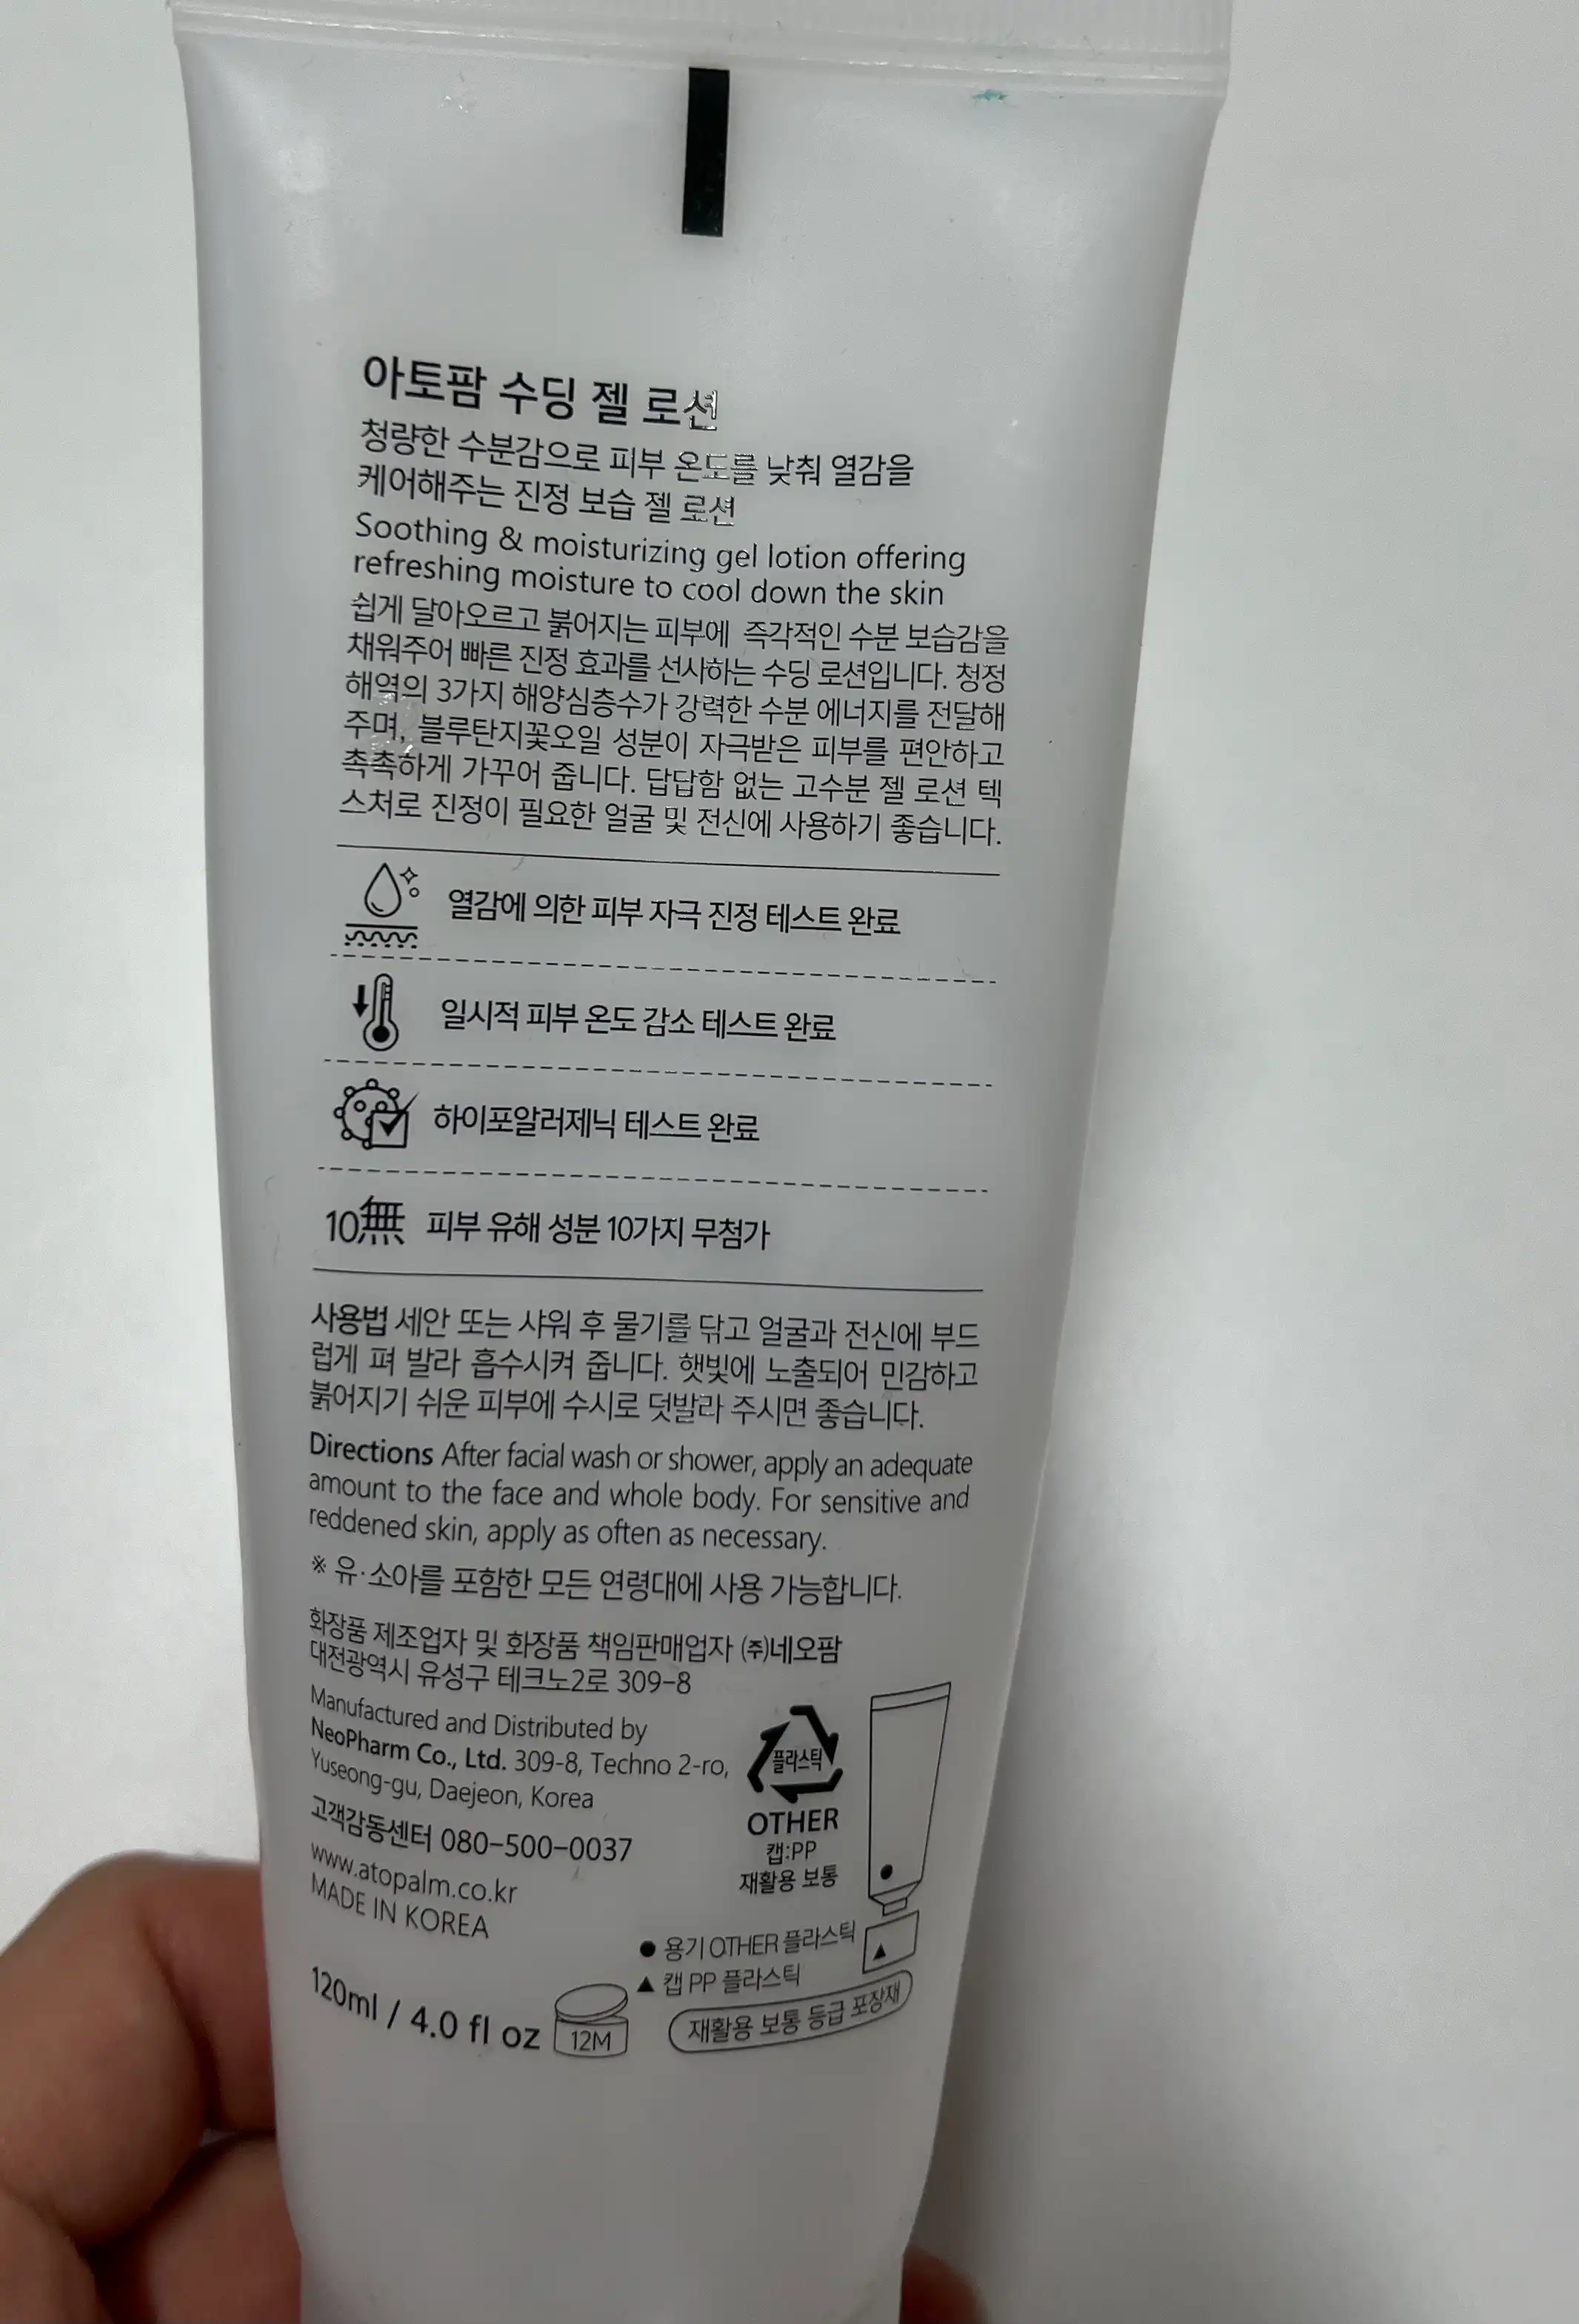 아토팜 수딩 젤 로션
청량한 수분감으로 피부 온도를 낮춰 열감을
케어해주는 진정 보습 젤 로션
Soothing & moisturizing gel lotion offering
refreshing moisture to cool down the skin
쉽게 달아오르고 붉어지는 피부에 즉각적인 수분 보습감을
채워주어 빠른 진정 효과를 선사하는 수딩 로션입니다. 청정
해역의 3가지 해양심층수가 강력한 수분 에너지를 전달해
주며, 블루탄지꽃오일 성분이 자극받은 피부를 편안하고
촉촉하게 가꾸어 줍니다. 답답함 없는 고수분 젤 로션 텍
스처로 진정이 필요한 얼굴 및 전신에 사용하기 좋습니다.
열감에 의한 피부 자극 진정 테스트 완료
일시적 피부 온도 감소 테스트 완료
하이포알러제닉 테스트 완료
10無 피부 유해 성분 10가지 무첨가
사용법 세안 또는 샤워 후 물기를 닦고 얼굴과 전신에 부드
럽게 펴 발라 흡수시켜 줍니다. 햇빛에 노출되어 민감하고
붉어지기 쉬운 피부에 수시로 덧발라 주시면 좋습니다.
Directions After facial wash or shower, apply an adequate
amount to the face and whole body. For sensitive and
reddened skin, apply as often as necessary.
※ 유·소아를 포함한 모든 연령대에 사용 가능합니다.
화장품 제조업자 및 화장품 책임판매업자 ㈜네오팜
대전광역시 유성구 테크노2로 309-8
Manufactured and Distributed by
NeoPharm Co., Ltd. 309-8, Techno 2-ro,
Yuseong-gu, Daejeon, Korea
고객감동센터 080-500-0037
www.atopalm.co.kr
MADE IN KOREA
플라스틱
OTHER
캡:PP
재활용 보통
● 용기 OTHER 플라스틱
▲ 캡 PP 플라스틱
재활용 보통 등급 포장재
120ml / 4.0 fl oz
12M